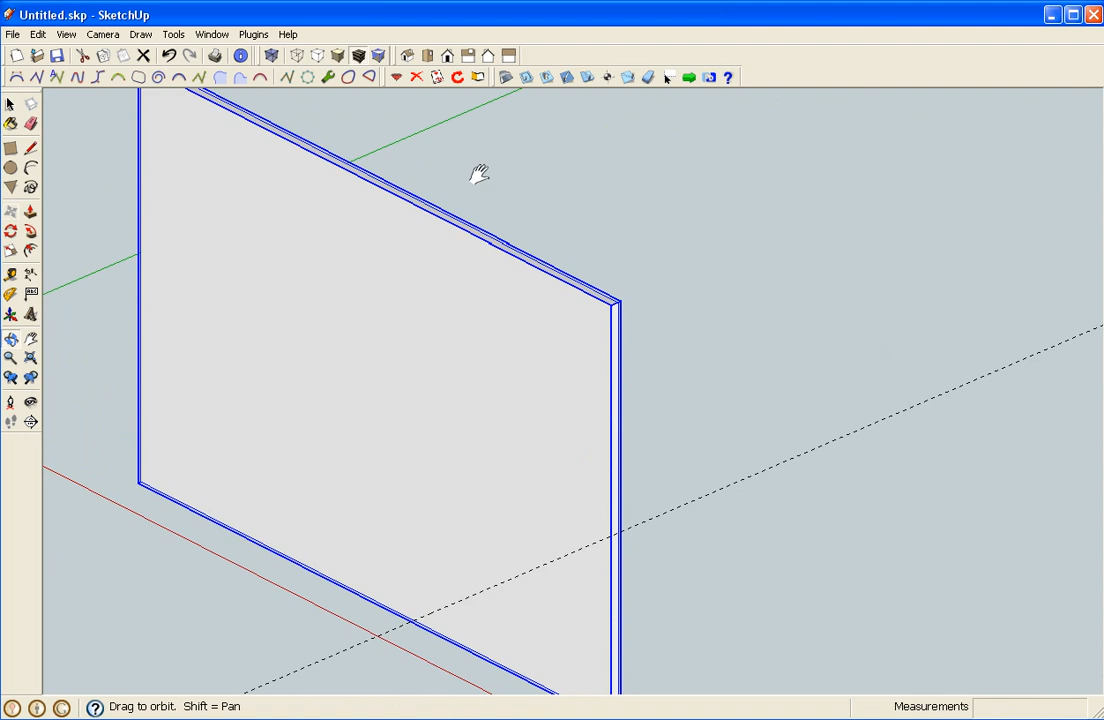 Untitled.skp - SketchUp
File Edit View Camera Draw Tools Window Plugins Help
Drag to orbit. Shift = Pan
Measurements